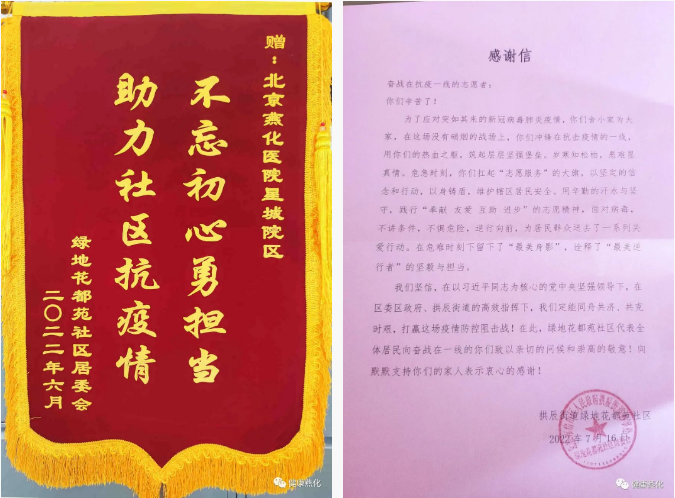 赠：北京燕化医院星城院区
不忘初心勇担当
助力社区抗疫情
绿地花都苑社区居委会
二〇二二年六月
健康燕化
感谢信
奋战在抗疫一线的志愿者：
你们辛苦了！
为了应对突如其来的新冠病毒肺炎疫情，你们舍小家为大
家，在这场没有硝烟的战场上，你们冲锋在抗击疫情的一线，
用你们的热血之躯，筑起层层坚强堡垒。岁寒知松柏，患难显
真情。危急时刻，你们扛起“志愿服务”的大旗，以坚定的信
念和行动，以身铸盾，维护辖区居民安全。用辛勤的汗水与坚
守，践行“奉献 友爱 互助 进步”的志愿精神，面对病毒，
不讲条件，不惧危险，逆行向前，为居民群众送去了一系列关
爱行动。在危难时刻下留下了“最美身影”，诠释了“最美逆
行者”的坚毅与担当。
我们坚信，在以习近平同志为核心的党中央坚强领导下，在
区委区政府、拱辰街道的高效指挥下，我们定能同舟共济、共克
时艰，打赢这场疫情防控阻击战！在此，绿地花都苑社区代表全
体居民向奋战在一线的你们致以亲切的问候和崇高的敬意！向
默默支持你们的家人表示衷心的感谢！
拱辰街道绿地花都苑社区
2022年7月16日
健康燕化